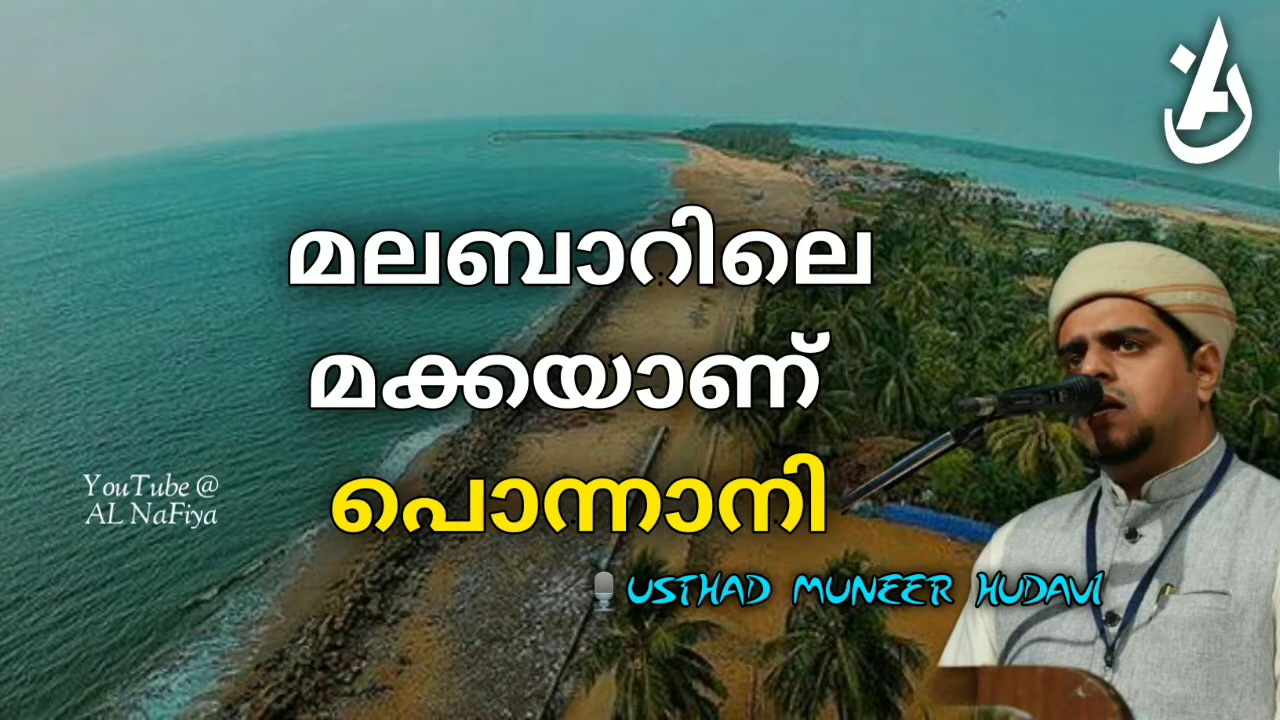 മലബാറിലെ
മക്കയാണ്
പൊന്നാനി
YouTube @
AL NaFiya
USTHAD MUNEER HUDAVI